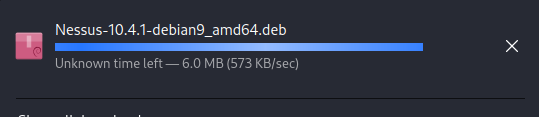 Nessus-10.4.1-debian9_amd64.deb
Unknown time left — 6.0 MB (573 KB/sec)